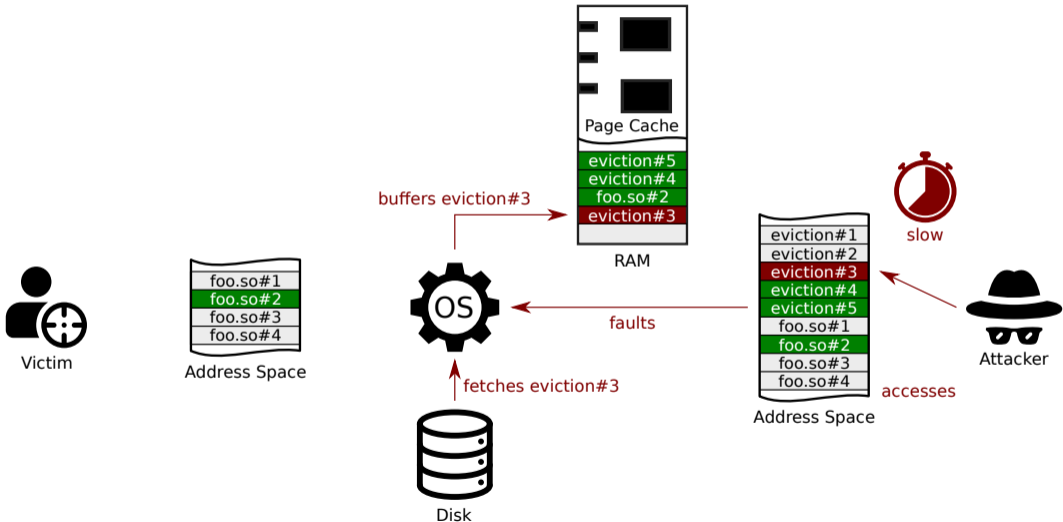 Page Cache
eviction#5
eviction#4
foo.so#2
eviction#3
RAM
buffers eviction#3
slow
eviction#1
eviction#2
eviction#3
eviction#4
eviction#5
foo.so#1
foo.so#2
foo.so#3
foo.so#4
Address Space
accesses
Attacker
faults
OS
foo.so#1
foo.so#2
foo.so#3
foo.so#4
Address Space
Victim
fetches eviction#3
Disk